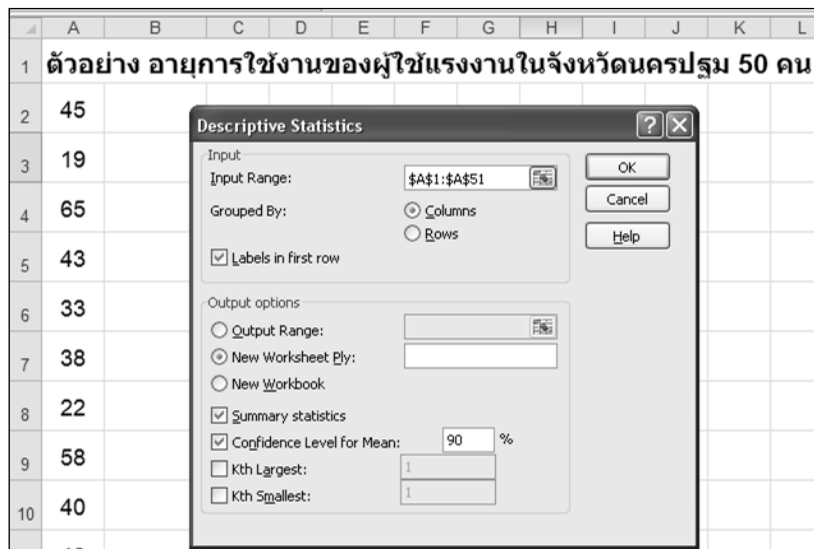 A B C D E F G H I J K L
1 ตัวอย่าง อายุการใช้งานของผู้ใช้แรงงานในจังหวัดนครปฐม 50 คน
2 45
Descriptive Statistics
3 19
Input
Input Range: $A$1:$A$51
OK
4 65
Grouped By: Columns
Cancel
Rows
Help
5 43
Labels in first row
6 33
Output options
Output Range:
7 38
New Worksheet Ply:
New Workbook
8 22
Summary statistics
Confidence Level for Mean: 90 %
9 58
Kth Largest: 1
Kth Smallest: 1
10 40